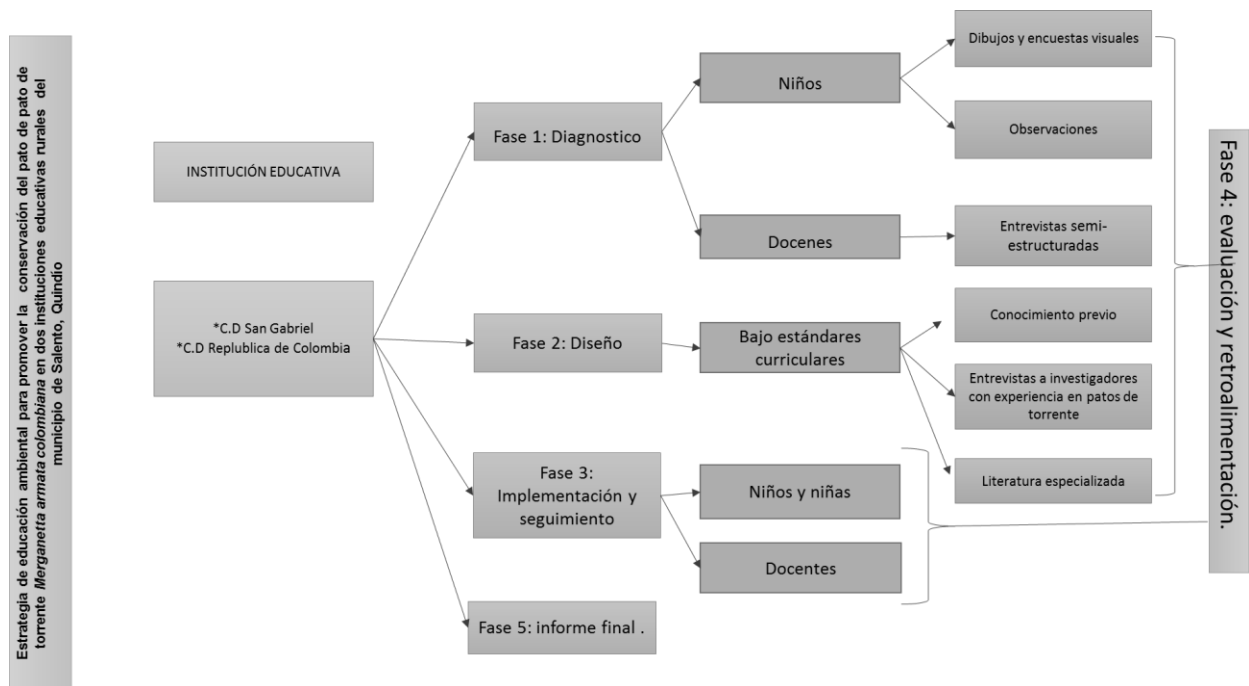 Estrategia de educación ambiental para promover la conservación del pato de pato de
torrente Merganetta armata colombiana en dos instituciones educativas rurales del
municipio de Salento, Quindío
INSTITUCIÓN EDUCATIVA
*C.D San Gabriel
*C.D Replublica de Colombia
Fase 1: Diagnostico
Niños
Dibujos y encuestas visuales
Observaciones
Docenes
Entrevistas semi-
estructuradas
Fase 2: Diseño
Bajo estándares
curriculares
Conocimiento previo
Entrevistas a investigadores
con experiencia en patos de
torrente
Literatura especializada
Fase 3:
Implementación y
seguimiento
Niños y niñas
Docentes
Fase 4: evaluación y retroalimentación.
Fase 5: informe final .